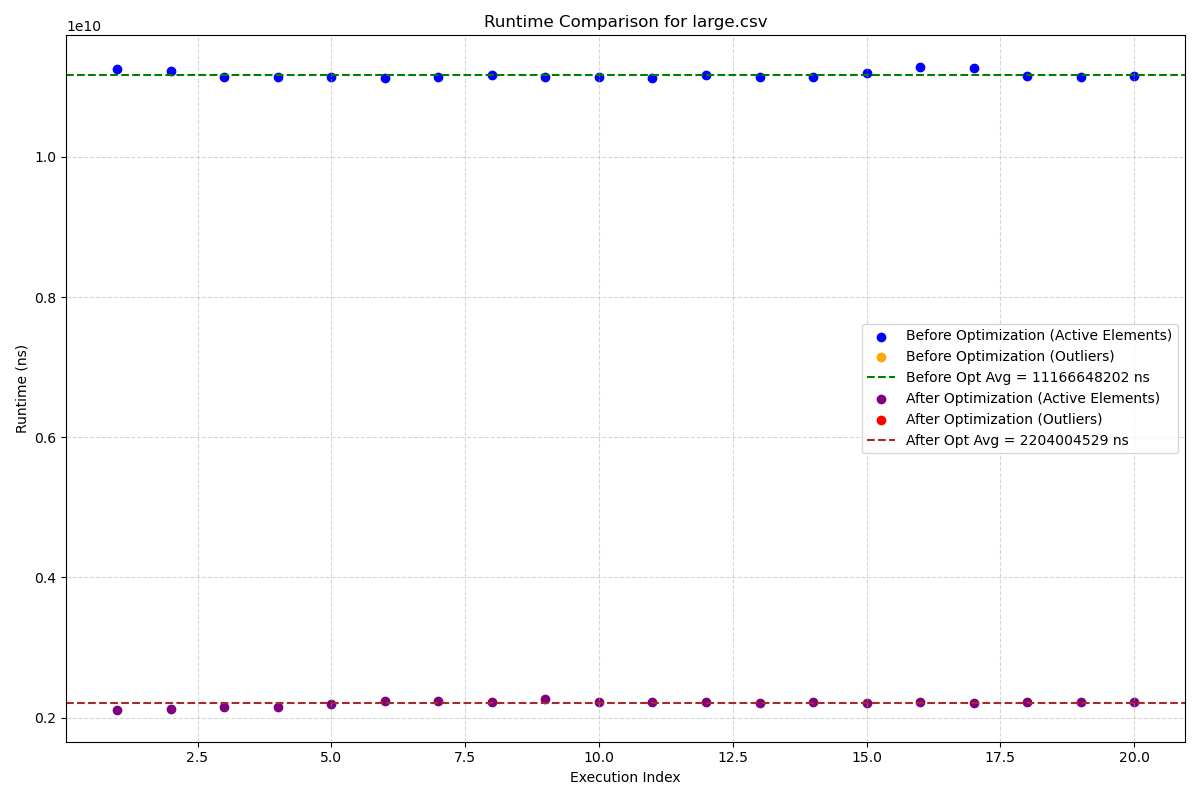 Runtime Comparison for large.csv
1e10
1.0
0.8
0.6
0.4
0.2
Runtime (ns)
Before Optimization (Active Elements)
Before Optimization (Outliers)
Before Opt Avg = 11166648202 ns
After Optimization (Active Elements)
After Optimization (Outliers)
After Opt Avg = 2204004529 ns
2.5 5.0 7.5 10.0 12.5 15.0 17.5 20.0
Execution Index